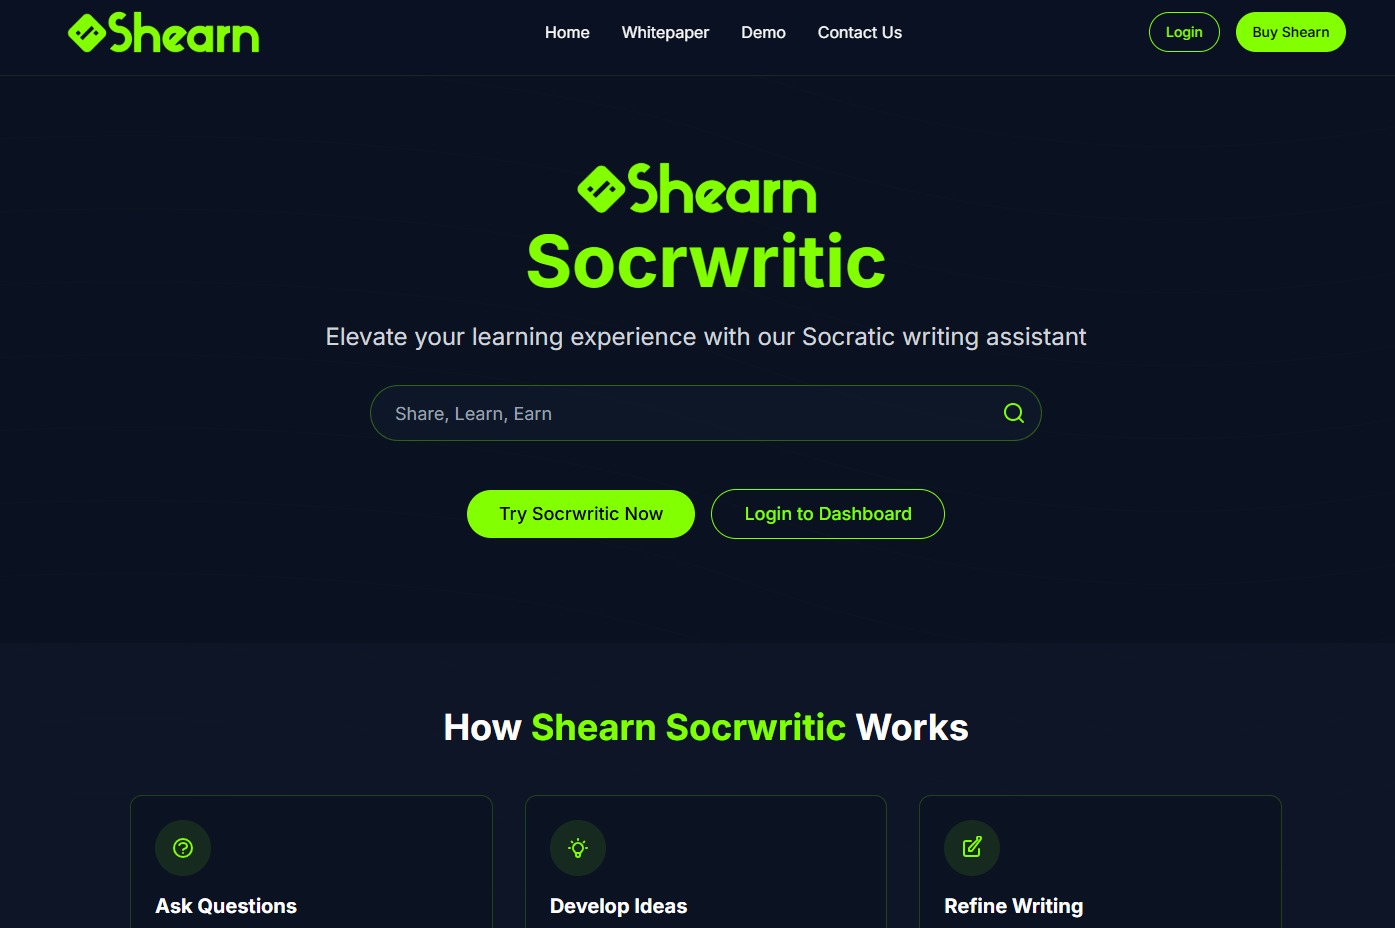 Shearn
Home
Whitepaper
Demo
Contact Us
Login
Buy Shearn
Shearn
Socrwritic
Elevate your learning experience with our Socratic writing assistant
Share, Learn, Earn
Try Socrwritic Now
Login to Dashboard
How Shearn Socrwritic Works
Ask Questions
Develop Ideas
Refine Writing